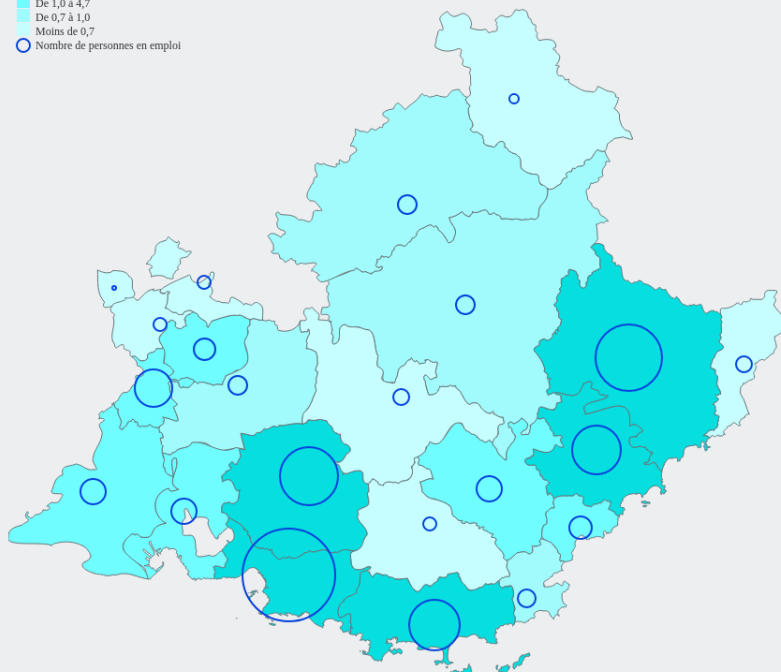 De 1,0 à 4,7
De 0,7 à 1,0
Moins de 0,7
Nombre de personnes en emploi